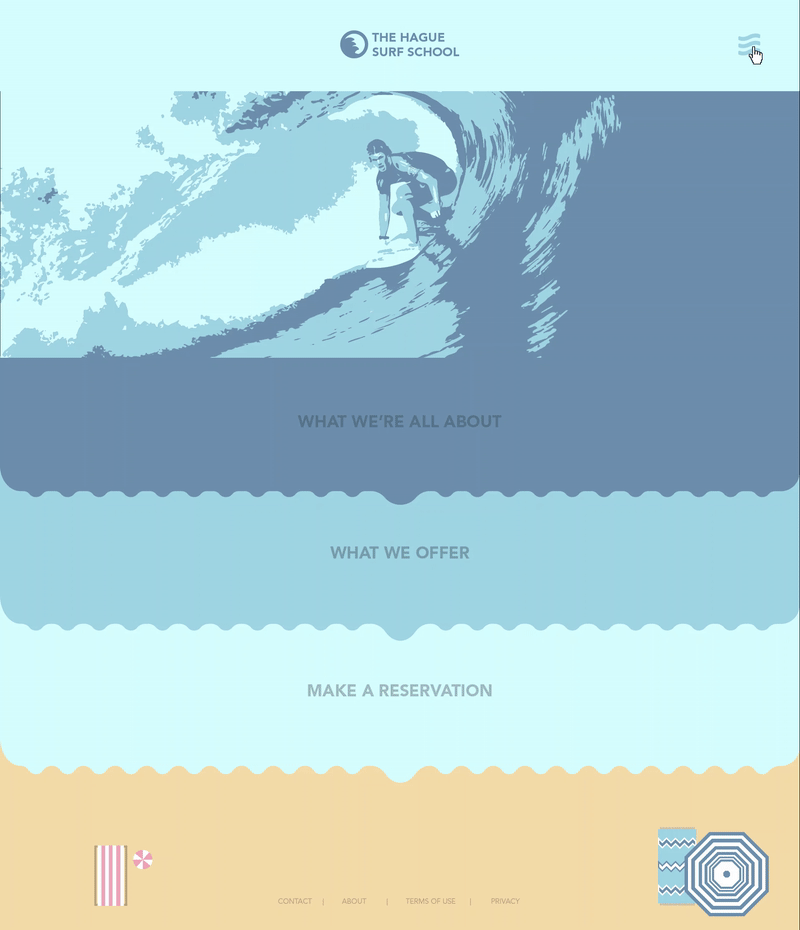 THE HAGUE
SURF SCHOOL
WHAT WE'RE ALL ABOUT
WHAT WE OFFER
MAKE A RESERVATION
CONTACT | ABOUT | TERMS OF USE | PRIVACY